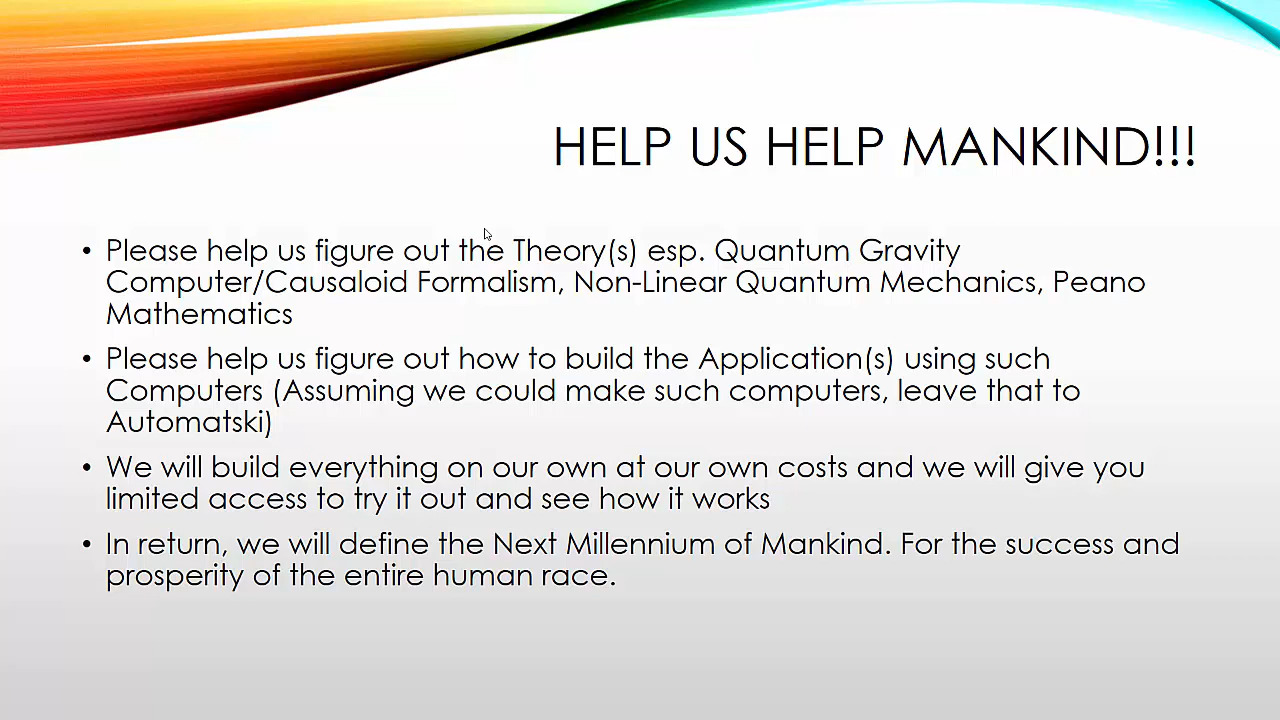 HELP US HELP MANKIND!!!
• Please help us figure out the Theory(s) esp. Quantum Gravity
Computer/Causaloid Formalism, Non-Linear Quantum Mechanics, Peano
Mathematics
• Please help us figure out how to build the Application(s) using such
Computers (Assuming we could make such computers, leave that to
Automatski)
• We will build everything on our own at our own costs and we will give you
limited access to try it out and see how it works
• In return, we will define the Next Millennium of Mankind. For the success and
prosperity of the entire human race.